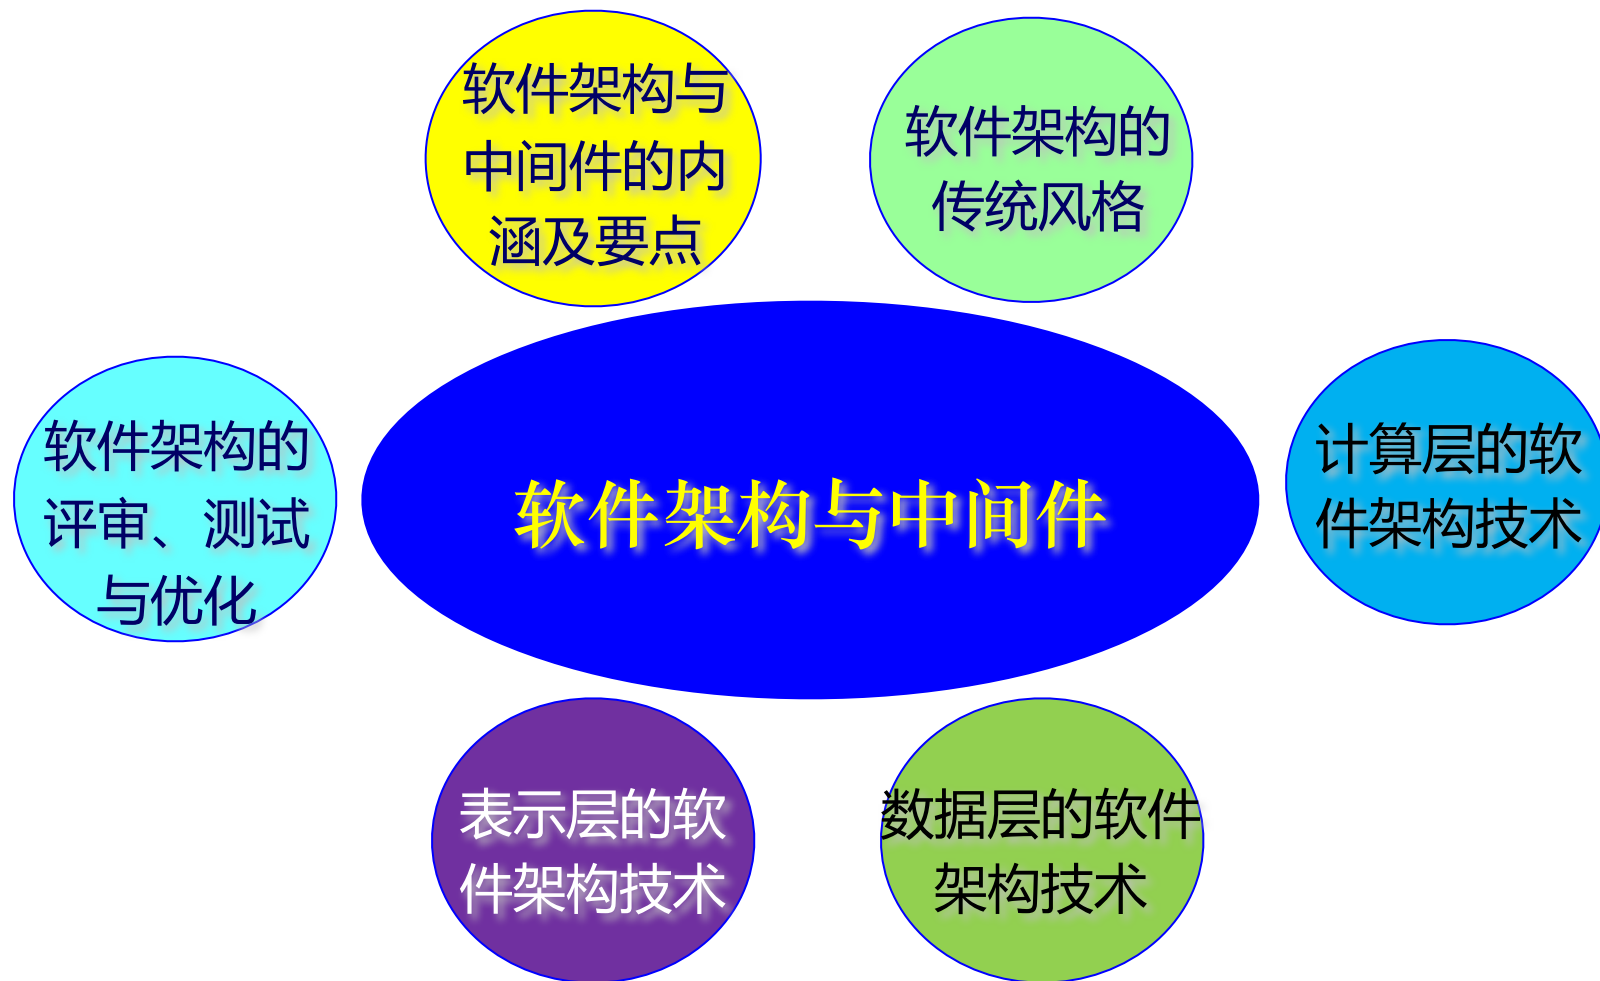 软件架构与
中间件的内
涵及要点
软件架构的
传统风格
软件架构的
评审、测试
与优化
软件架构与中间件
计算层的软
件架构技术
表示层的软
件架构技术
数据层的软件
架构技术